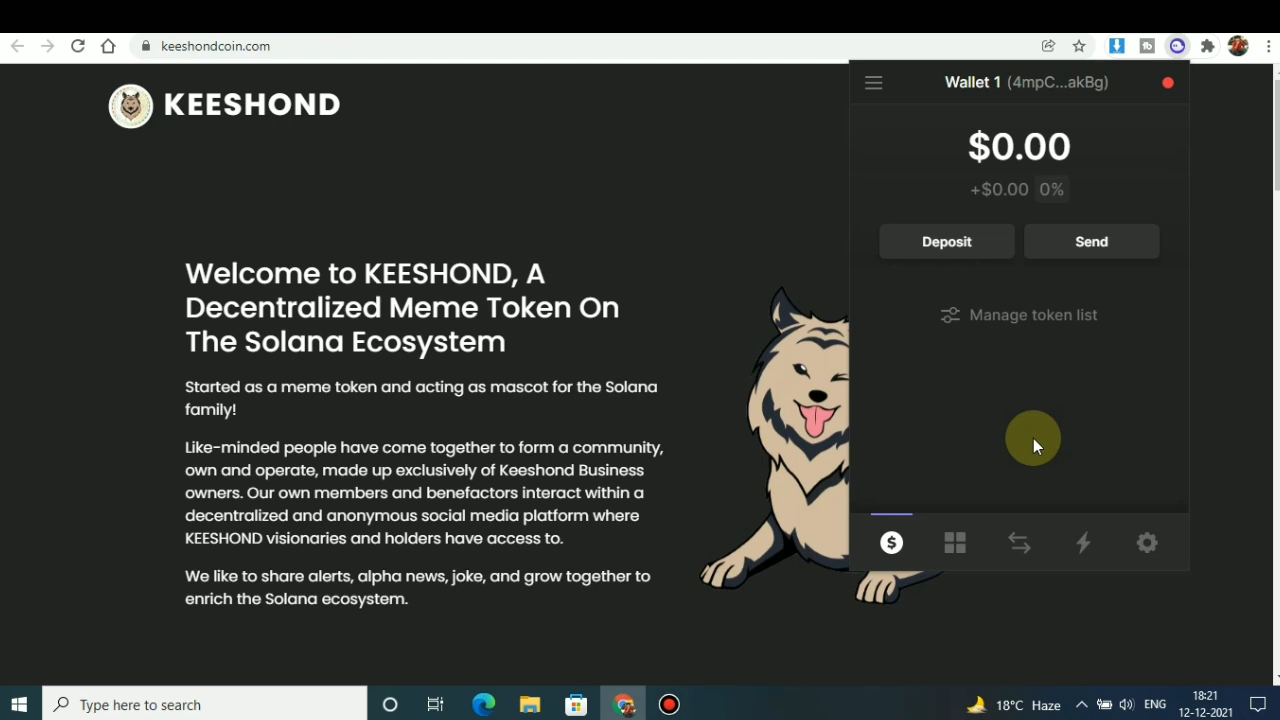 keeshondcoin.com
KEESHOND
Wallet 1 (4mpC...akBg)
$0.00
+$0.00 0%
Deposit
Send
Manage token list
Welcome to KEESHOND, A
Decentralized Meme Token On
The Solana Ecosystem
Started as a meme token and acting as mascot for the Solana
family!
Like-minded people have come together to form a community,
own and operate, made up exclusively of Keeshond Business
owners. Our own members and benefactors interact within a
decentralized and anonymous social media platform where
KEESHOND visionaries and holders have access to.
We like to share alerts, alpha news, joke, and grow together to
enrich the Solana ecosystem.
Type here to search
18°C Haze
ENG
18:21
12-12-2021